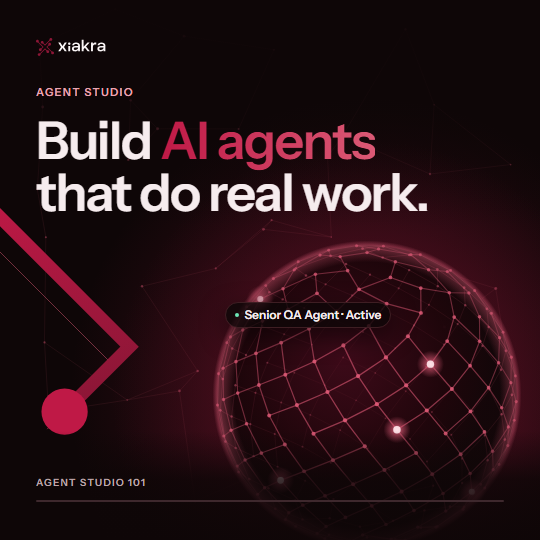 xiakra
AGENT STUDIO
Build AI agents
that do real work.
Senior QA Agent · Active
AGENT STUDIO 101